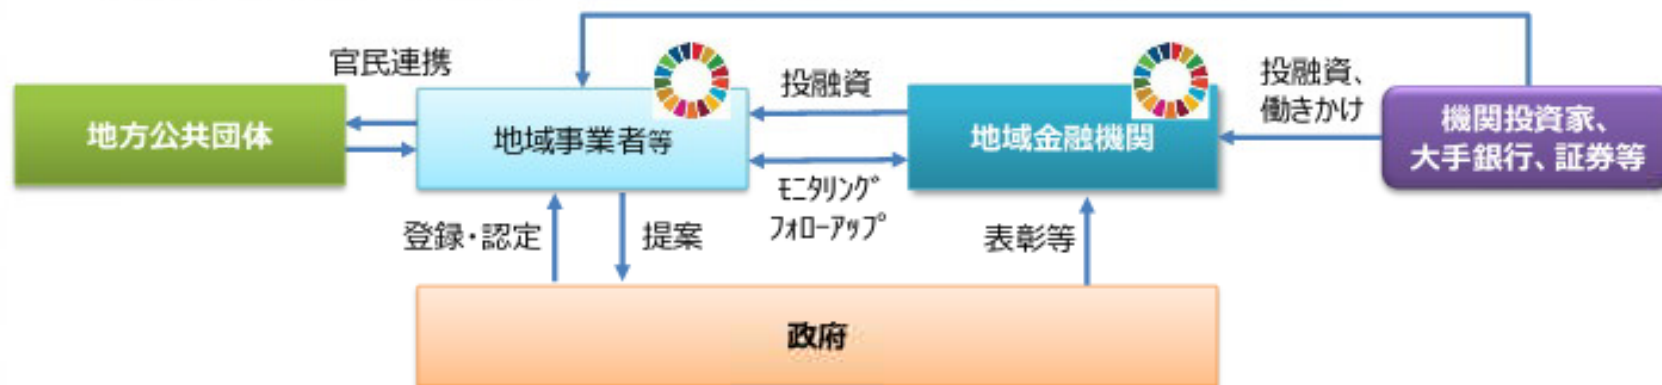 官民連携
投融資
投融資、
働きかけ
地方公共団体
地域事業者等
地域金融機関
機関投資家、
大手銀行、証券等
ﾓﾆﾀﾘﾝｸﾞ
ﾌｫﾛｰｱｯﾌﾟ
登録・認定
提案
表彰等
政府